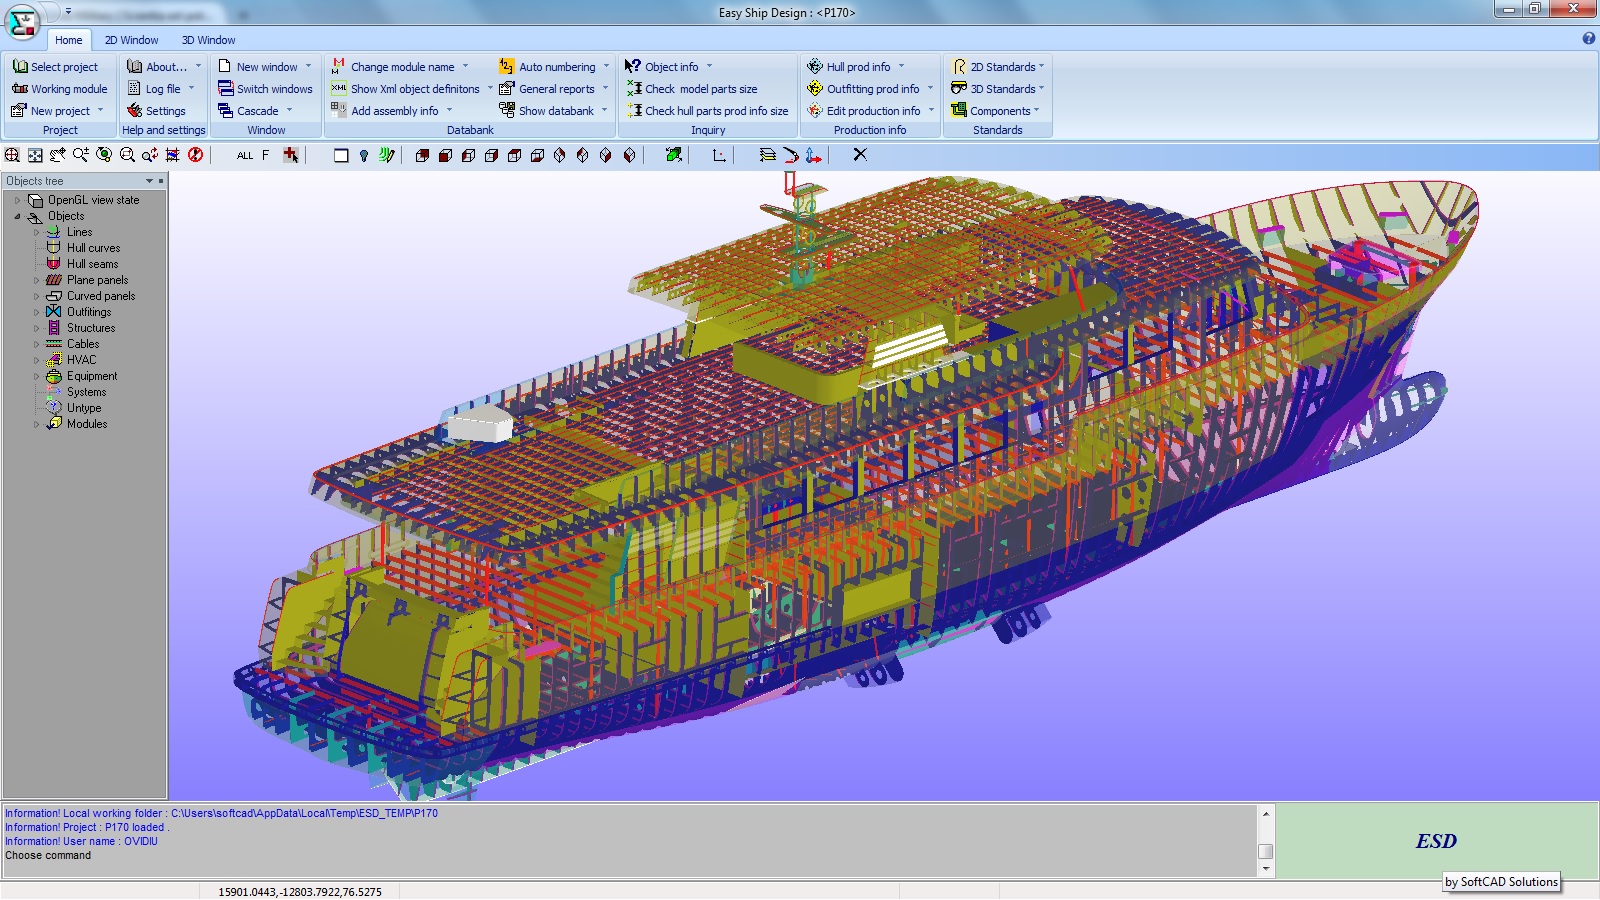 Easy Ship Design : <P170>
Home 2D Window 3D Window
Select project About... New window Change module name Auto numbering Object info Hull prod info 2D Standards
Working module Log file Switch windows Show Xml object definitons General reports Check model parts size Outfitting prod info 3D Standards
New project Settings Cascade Add assembly info Show databank Check hull parts prod info size Edit production info Components
Project Help and settings Window Databank Inquiry Production info Standards
ALL F
Objects tree
OpenGL view state
Objects
Lines
Hull curves
Hull seams
Plane panels
Curved panels
Outfitings
Structures
Cables
HVAC
Equipment
Systems
Untype
Modules
Information! Local working folder : C:\Users\softcad\AppData\Local\Temp\ESD_TEMP\P170
Information! Project : P170 loaded .
Information! User name : OVIDIU
Choose command
ESD
by SoftCAD Solutions
15901.0443,-12803.7922,76.5275